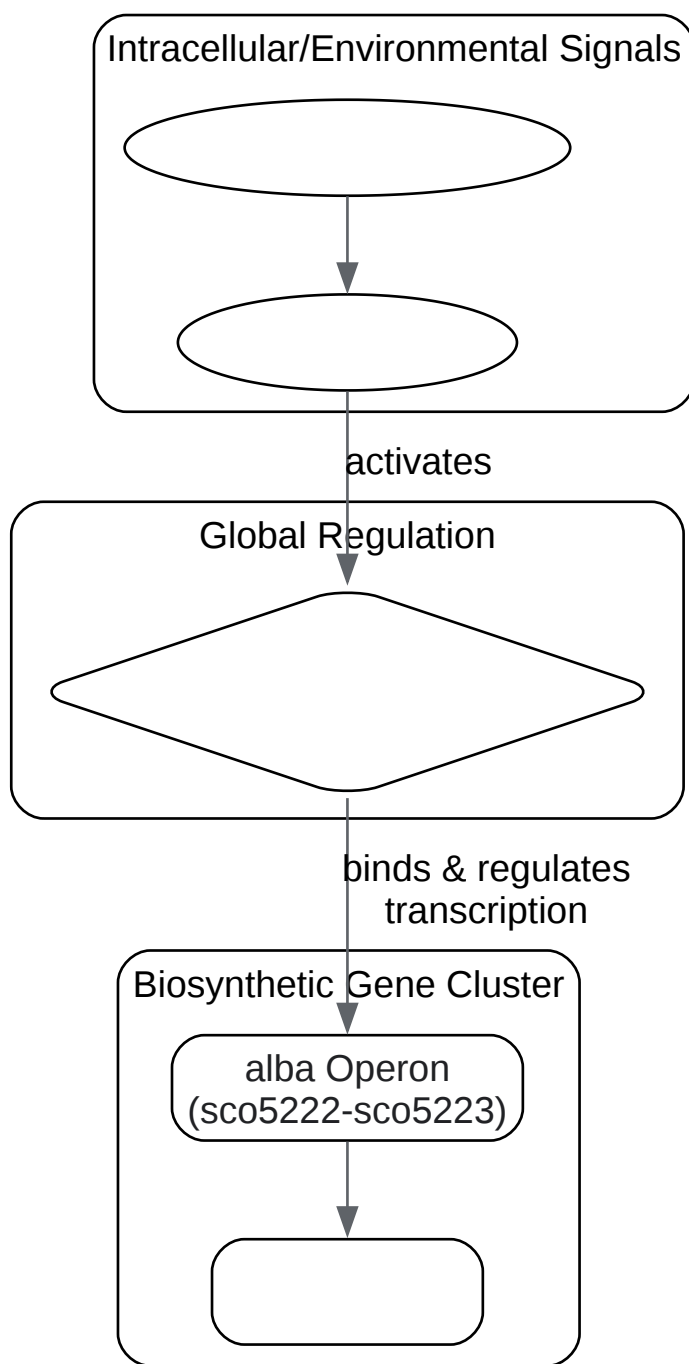 Intracellular/Environmental Signals
activates
Global Regulation
binds & regulates
transcription
Biosynthetic Gene Cluster
alba Operon
(sco5222-sco5223)